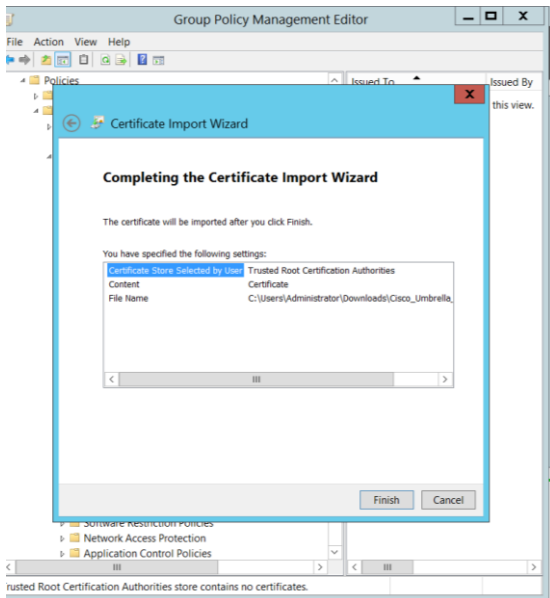 Group Policy Management Editor
File Action View Help
Policies
Issued To Issued By
this view.
Certificate Import Wizard
Completing the Certificate Import Wizard
The certificate will be imported after you click Finish.
You have specified the following settings:
Certificate Store Selected by User Trusted Root Certification Authorities
Content Certificate
File Name C:\Users\Administrator\Downloads\Cisco_Umbrella_
Finish Cancel
Software Restriction Policies
Network Access Protection
Application Control Policies
Trusted Root Certification Authorities store contains no certificates.